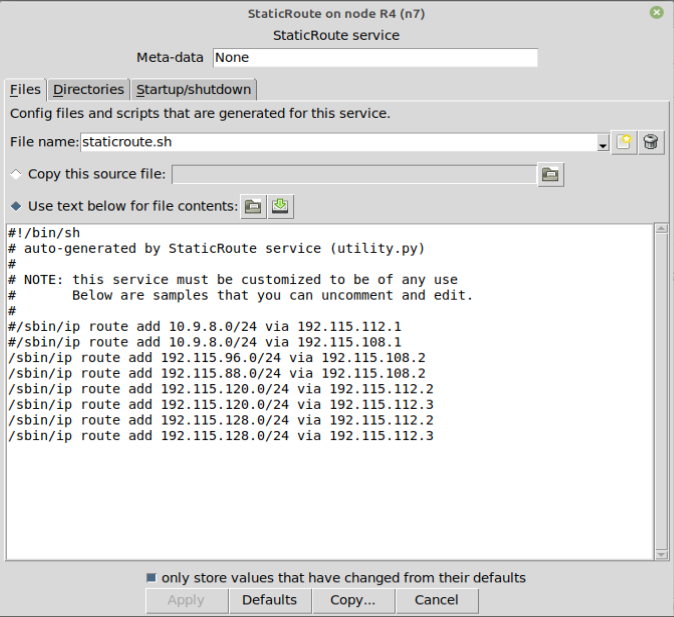 StaticRoute on node R4 (n7)
StaticRoute service
Meta-data None
Files Directories Startup/shutdown
Config files and scripts that are generated for this service.
File name: staticroute.sh
Copy this source file:
Use text below for file contents:
#!/bin/sh
# auto-generated by StaticRoute service (utility.py)
#
# NOTE: this service must be customized to be of any use
#       Below are samples that you can uncomment and edit.
#
#/sbin/ip route add 10.9.8.0/24 via 192.115.112.1
#/sbin/ip route add 10.9.8.0/24 via 192.115.108.1
/sbin/ip route add 192.115.96.0/24 via 192.115.108.2
/sbin/ip route add 192.115.88.0/24 via 192.115.108.2
/sbin/ip route add 192.115.120.0/24 via 192.115.112.2
/sbin/ip route add 192.115.120.0/24 via 192.115.112.3
/sbin/ip route add 192.115.128.0/24 via 192.115.112.2
/sbin/ip route add 192.115.128.0/24 via 192.115.112.3
only store values that have changed from their defaults
Apply Defaults Copy... Cancel